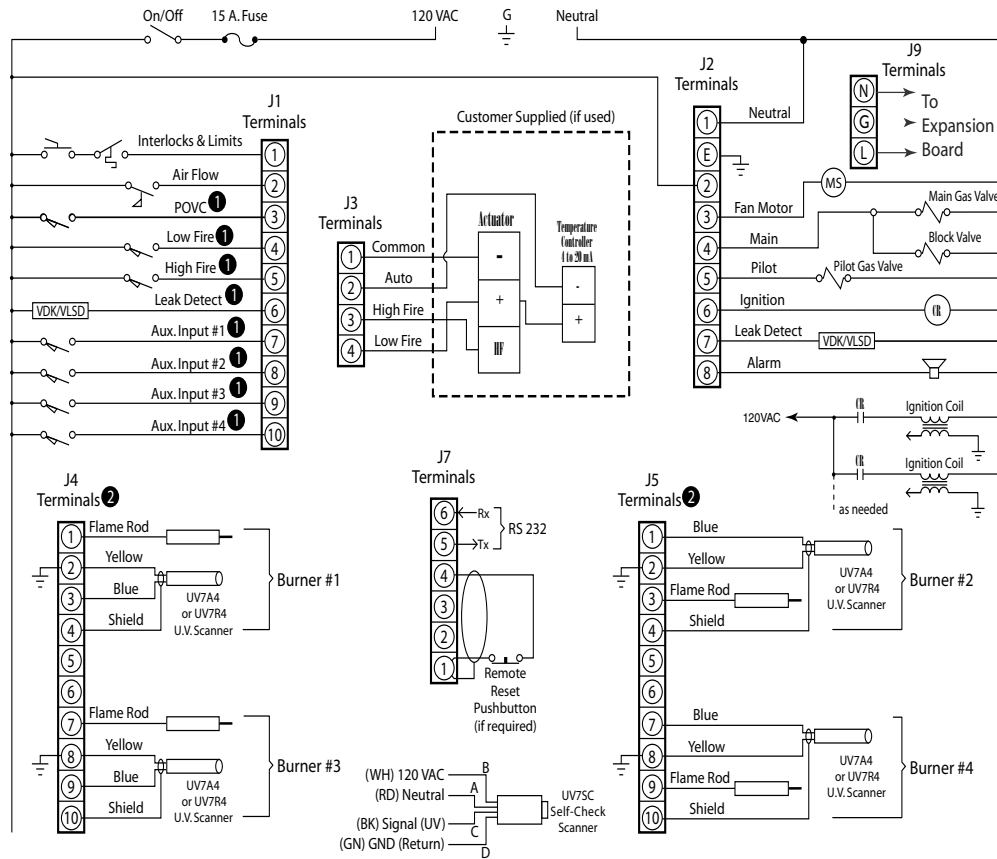 On/Off
15 A. Fuse
120 VAC
G
Neutral
J1
Terminals
Interlocks & Limits
1
Air Flow
2
POVC 1
3
Low Fire 1
4
High Fire 1
5
Leak Detect 1
VDK/VLSD
6
Aux. Input #1 1
7
Aux. Input #2 1
8
Aux. Input #3 1
9
Aux. Input #4 1
10
J3
Terminals
1
Common
2
Auto
3
High Fire
4
Low Fire
Customer Supplied (if used)
Actuator
-
+
HF
Temperature
Controller
4 to 20 mA
-
+
J2
Terminals
1
Neutral
E
2
3
Fan Motor
MS
4
Main
Main Gas Valve
Block Valve
5
Pilot
Pilot Gas Valve
6
Ignition
CR
7
Leak Detect
VDK/VLSD
8
Alarm
J9
Terminals
N
G
L
To
Expansion
Board
120VAC
CR
Ignition Coil
CR
Ignition Coil
as needed
J4
Terminals 2
1
Flame Rod
2
Yellow
3
Blue
4
Shield
UV7A4
or UV7R4
U.V. Scanner
Burner #1
5
6
7
Flame Rod
8
Yellow
9
Blue
10
Shield
UV7A4
or UV7R4
U.V. Scanner
Burner #3
J7
Terminals
6
Rx
5
Tx
RS 232
4
3
2
1
Remote
Reset
Pushbutton
(if required)
(WH) 120 VAC
B
(RD) Neutral
A
(BK) Signal (UV)
C
(GN) GND (Return)
D
UV7SC
Self-Check
Scanner
J5
Terminals 2
1
Blue
2
Yellow
3
Flame Rod
4
Shield
UV7A4
or UV7R4
U.V. Scanner
Burner #2
5
6
7
Blue
8
Yellow
9
Flame Rod
10
Shield
UV7A4
or UV7R4
U.V. Scanner
Burner #4